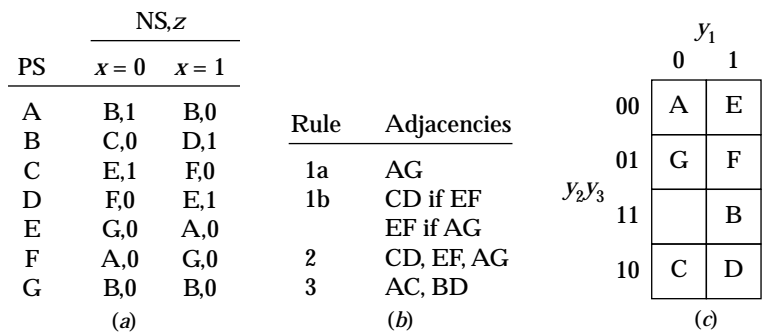 NS,z
PS x = 0 x = 1
A B,1 B,0
B C,0 D,1
C E,1 F,0
D F,0 E,1
E G,0 A,0
F A,0 G,0
G B,0 B,0
(a)
Rule Adjacencies
1a AG
1b CD if EF
EF if AG
2 CD, EF, AG
3 AC, BD
(b)
y1
0 1
00 A E
01 G F
y2y3
11 B
10 C D
(c)